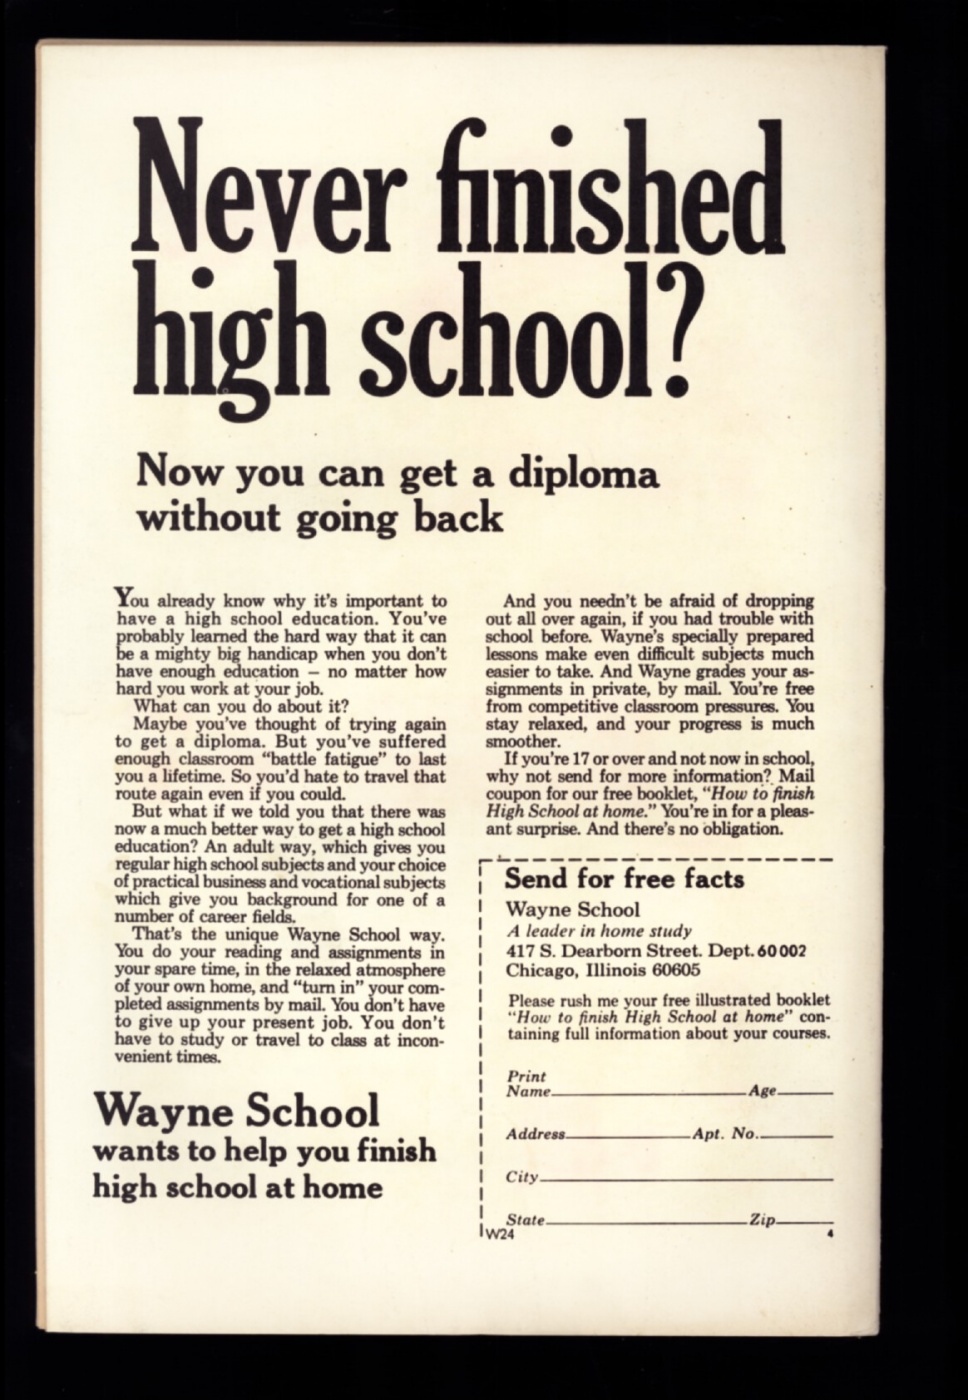 Never finished
high school?
Now you can get a diploma
without going back
You already know why it's important to
have a high school education. You've
probably learned the hard way that it can
be a mighty big handicap when you don't
have enough education — no matter how
hard you work at your job.
What can you do about it?
Maybe you've thought of trying again
to get a diploma. But you've suffered
enough classroom "battle fatigue" to last
you a lifetime. So you'd hate to travel that
route again even if you could.
But what if we told you that there was
now a much better way to get a high school
education? An adult way, which gives you
regular high school subjects and your choice
of practical business and vocational subjects
which give you background for one of a
number of career fields.
That's the unique Wayne School way.
You do your reading and assignments in
your spare time, in the relaxed atmosphere
of your own home, and "turn in" your com-
pleted assignments by mail. You don't have
to give up your present job. You don't
have to study or travel to class at incon-
venient times.
Wayne School
wants to help you finish
high school at home
And you needn't be afraid of dropping
out all over again, if you had trouble with
school before. Wayne's specially prepared
lessons make even difficult subjects much
easier to take. And Wayne grades your as-
signments in private, by mail. You're free
from competitive classroom pressures. You
stay relaxed, and your progress is much
smoother.
If you're 17 or over and not now in school,
why not send for more information? Mail
coupon for our free booklet, "How to finish
High School at home." You're in for a pleas-
ant surprise. And there's no obligation.
Send for free facts
Wayne School
A leader in home study
417 S. Dearborn Street. Dept. 60 002
Chicago, Illinois 60605
Please rush me your free illustrated booklet
"How to finish High School at home" con-
taining full information about your courses.
Print
Name Age
Address Apt. No.
City
State Zip
W24 4